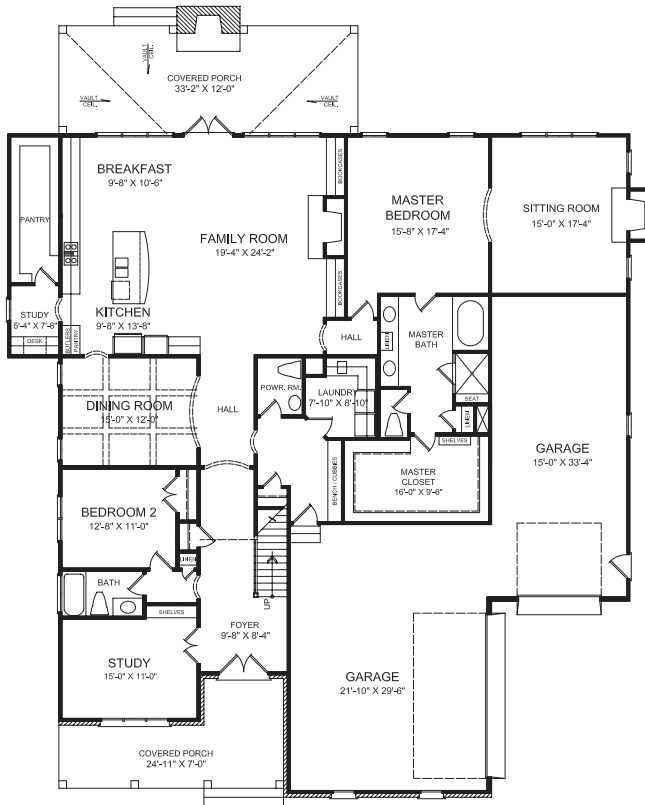 VAULT
CEIL.
COVERED PORCH
33'-2" X 12'-0"
VAULT
CEIL.
VAULT
CEIL.
BREAKFAST
9'-8" X 10'-6"
BOOKCASES
MASTER
BEDROOM
15'-8" X 17'-4"
SITTING ROOM
15'-0" X 17'-4"
PANTRY
FAMILY ROOM
19'-4" X 24'-2"
BOOKCASES
STUDY
5'-4" X 7'-8"
DESK
BUTLERS
PANTRY
KITCHEN
9'-8" X 13'-8"
HALL
LINEN
MASTER
BATH
SEAT
POWR. RM.
LAUNDRY
7'-10" X 8'-10"
DINING ROOM
15'-0" X 12'-0"
HALL
LINEN
SHELVES
GARAGE
15'-0" X 33'-4"
BENCH / CUBBIES
MASTER
CLOSET
16'-0" X 9'-6"
BEDROOM 2
12'-8" X 11'-0"
LINEN
BATH
SHELVES
UP
FOYER
9'-8" X 8'-4"
STUDY
15'-0" X 11'-0"
GARAGE
21'-10" X 29'-6"
COVERED PORCH
24'-11" X 7'-0"